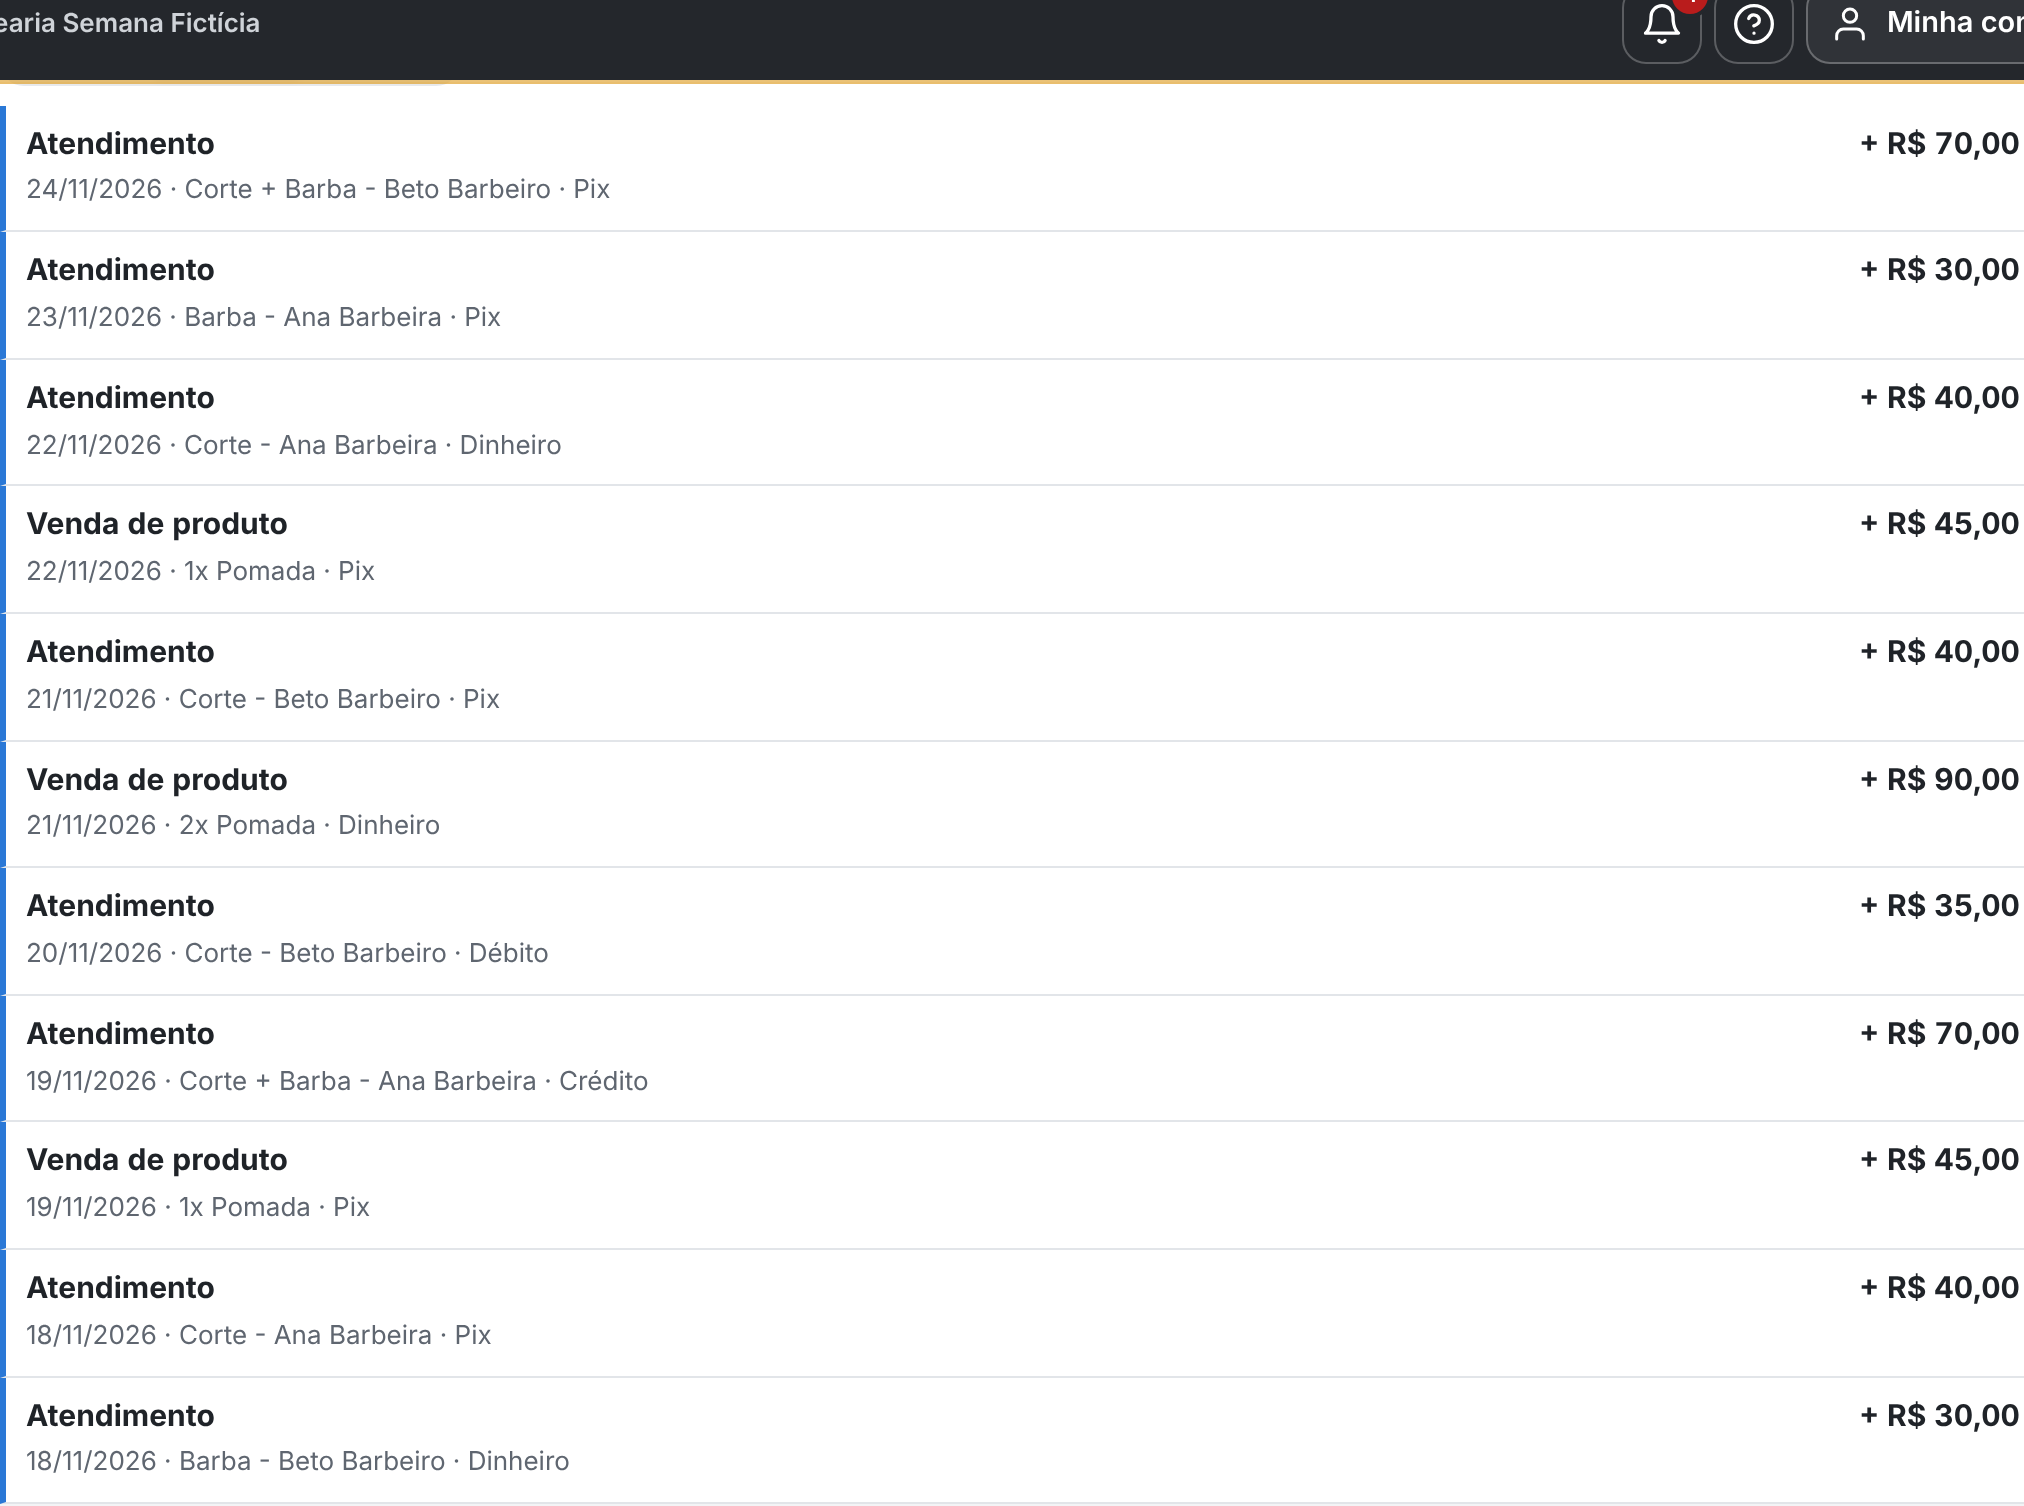 Semana Fictícia
Minha
Atendimento
+ R$ 70,00
24/11/2026 · Corte + Barba - Beto Barbeiro · Pix
Atendimento
+ R$ 30,00
23/11/2026 · Barba - Ana Barbeira · Pix
Atendimento
+ R$ 40,00
22/11/2026 · Corte - Ana Barbeira · Dinheiro
Venda de produto
+ R$ 45,00
22/11/2026 · 1x Pomada · Pix
Atendimento
+ R$ 40,00
21/11/2026 · Corte - Beto Barbeiro · Pix
Venda de produto
+ R$ 90,00
21/11/2026 · 2x Pomada · Dinheiro
Atendimento
+ R$ 35,00
20/11/2026 · Corte - Beto Barbeiro · Débito
Atendimento
+ R$ 70,00
19/11/2026 · Corte + Barba - Ana Barbeira · Crédito
Venda de produto
+ R$ 45,00
19/11/2026 · 1x Pomada · Pix
Atendimento
+ R$ 40,00
18/11/2026 · Corte - Ana Barbeira · Pix
Atendimento
+ R$ 30,00
18/11/2026 · Barba - Beto Barbeiro · Dinheiro